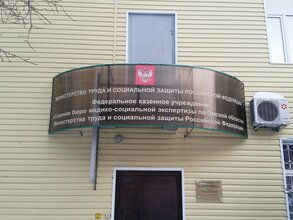 МИНИСТЕРСТВО ТРУДА И СОЦИАЛЬНОЙ ЗАЩИТЫ РОССИЙСКОЙ ФЕДЕРАЦИИ
Федеральное казенное учреждение
«Главное бюро медико-социальной экспертизы по Омской области»
Министерства труда и социальной защиты Российской Федерации